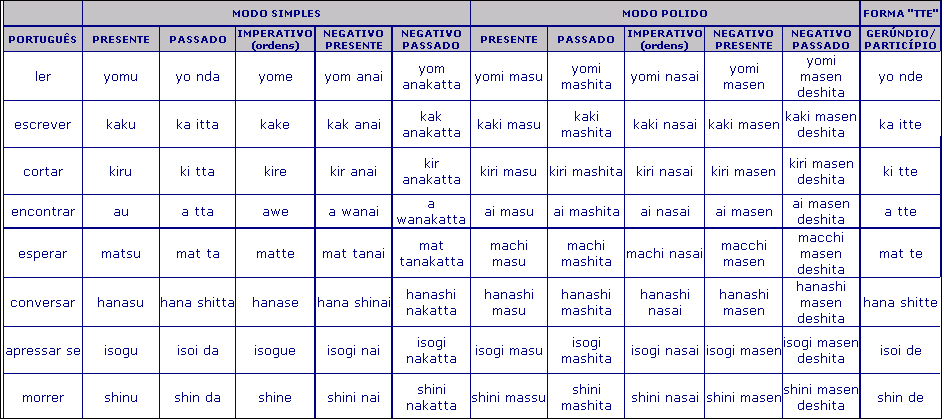 MODO SIMPLES MODO POLIDO FORMA "TTE"
PORTUGUÊS PRESENTE PASSADO IMPERATIVO (ordens) NEGATIVO PRESENTE NEGATIVO PASSADO PRESENTE PASSADO IMPERATIVO (ordens) NEGATIVO PRESENTE NEGATIVO PASSADO GERÚNDIO/ PARTICÍPIO
ler yomu yo nda yome yom anai yom anakatta yomi masu yomi mashita yomi nasai yomi masen yomi masen deshita yo nde
escrever kaku ka itta kake kak anai kak anakatta kaki masu kaki mashita kaki nasai kaki masen kaki masen deshita ka itte
cortar kiru ki tta kire kir anai kir anakatta kiri masu kiri mashita kiri nasai kiri masen kiri masen deshita ki tte
encontrar au a tta awe a wanai a wanakatta ai masu ai mashita ai nasai ai masen ai masen deshita a tte
esperar matsu mat ta matte mat tanai mat tanakatta machi masu machi mashita machi nasai macchi masen macchi masen deshita mat te
conversar hanasu hana shitta hanase hana shinai hanashi nakatta hanashi masu hanashi mashita hanashi nasai hanashi masen hanashi masen deshita hana shitte
apressar se isogu isoi da isogue isogi nai isogi nakatta isogi masu isogi mashita isogi nasai isogi masen isogi masen deshita isoi de
morrer shinu shin da shine shini nai shini nakatta shini massu shini mashita shini nasai shini masen shini masen deshita shin de